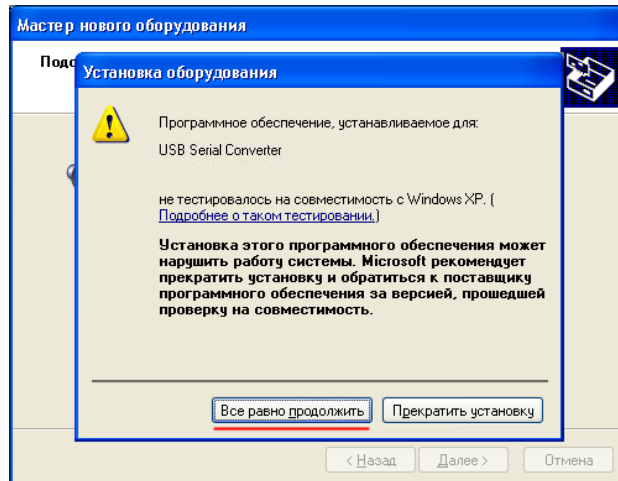 Мастер нового оборудования
Подс
Установка оборудования
Программное обеспечение, устанавливаемое для:
USB Serial Converter
не тестировалось на совместимость с Windows XP. (
Подробнее о таком тестировании.)
Установка этого программного обеспечения может
нарушить работу системы. Microsoft рекомендует
прекратить установку и обратиться к поставщику
программного обеспечения за версией, прошедшей
проверку на совместимость.
Все равно продолжить Прекратить установку
< Назад Далее > Отмена